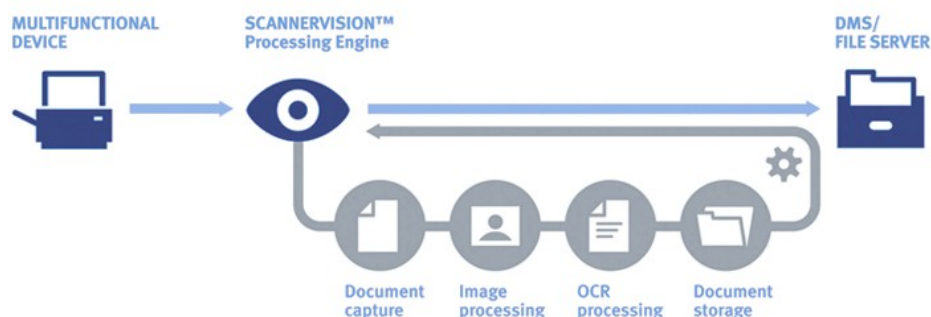 MULTIFUNCTIONAL
DEVICE
SCANNERVISION™
Processing Engine
DMS/
FILE SERVER
Document
capture
Image
processing
OCR
processing
Document
storage